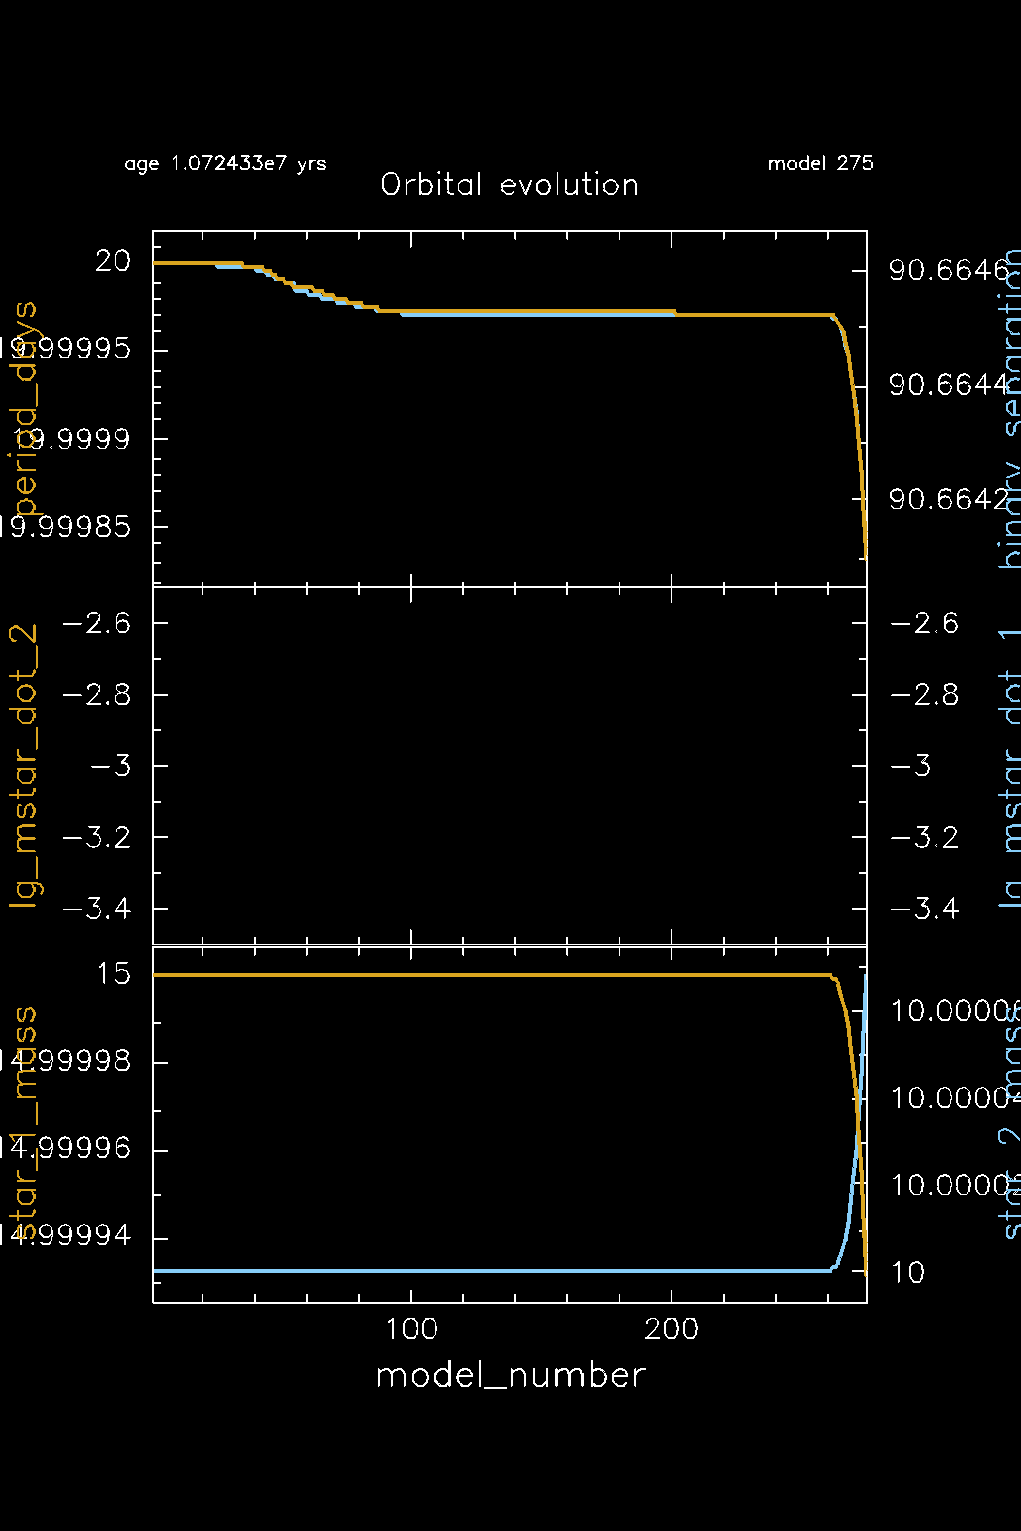 age 1.072433e7 yrs
model 275
Orbital evolution
20
19.99995
19.9999
19.99985
period_days
90.6646
90.6644
90.6642
binary_separation
-2.6
-2.8
-3
-3.2
-3.4
lg_mstar_dot_2
-2.6
-2.8
-3
-3.2
-3.4
lg_mstar_dot_1
15
14.99998
14.99996
14.99994
star_1_mass
10
star_2_mass
100
200
model_number